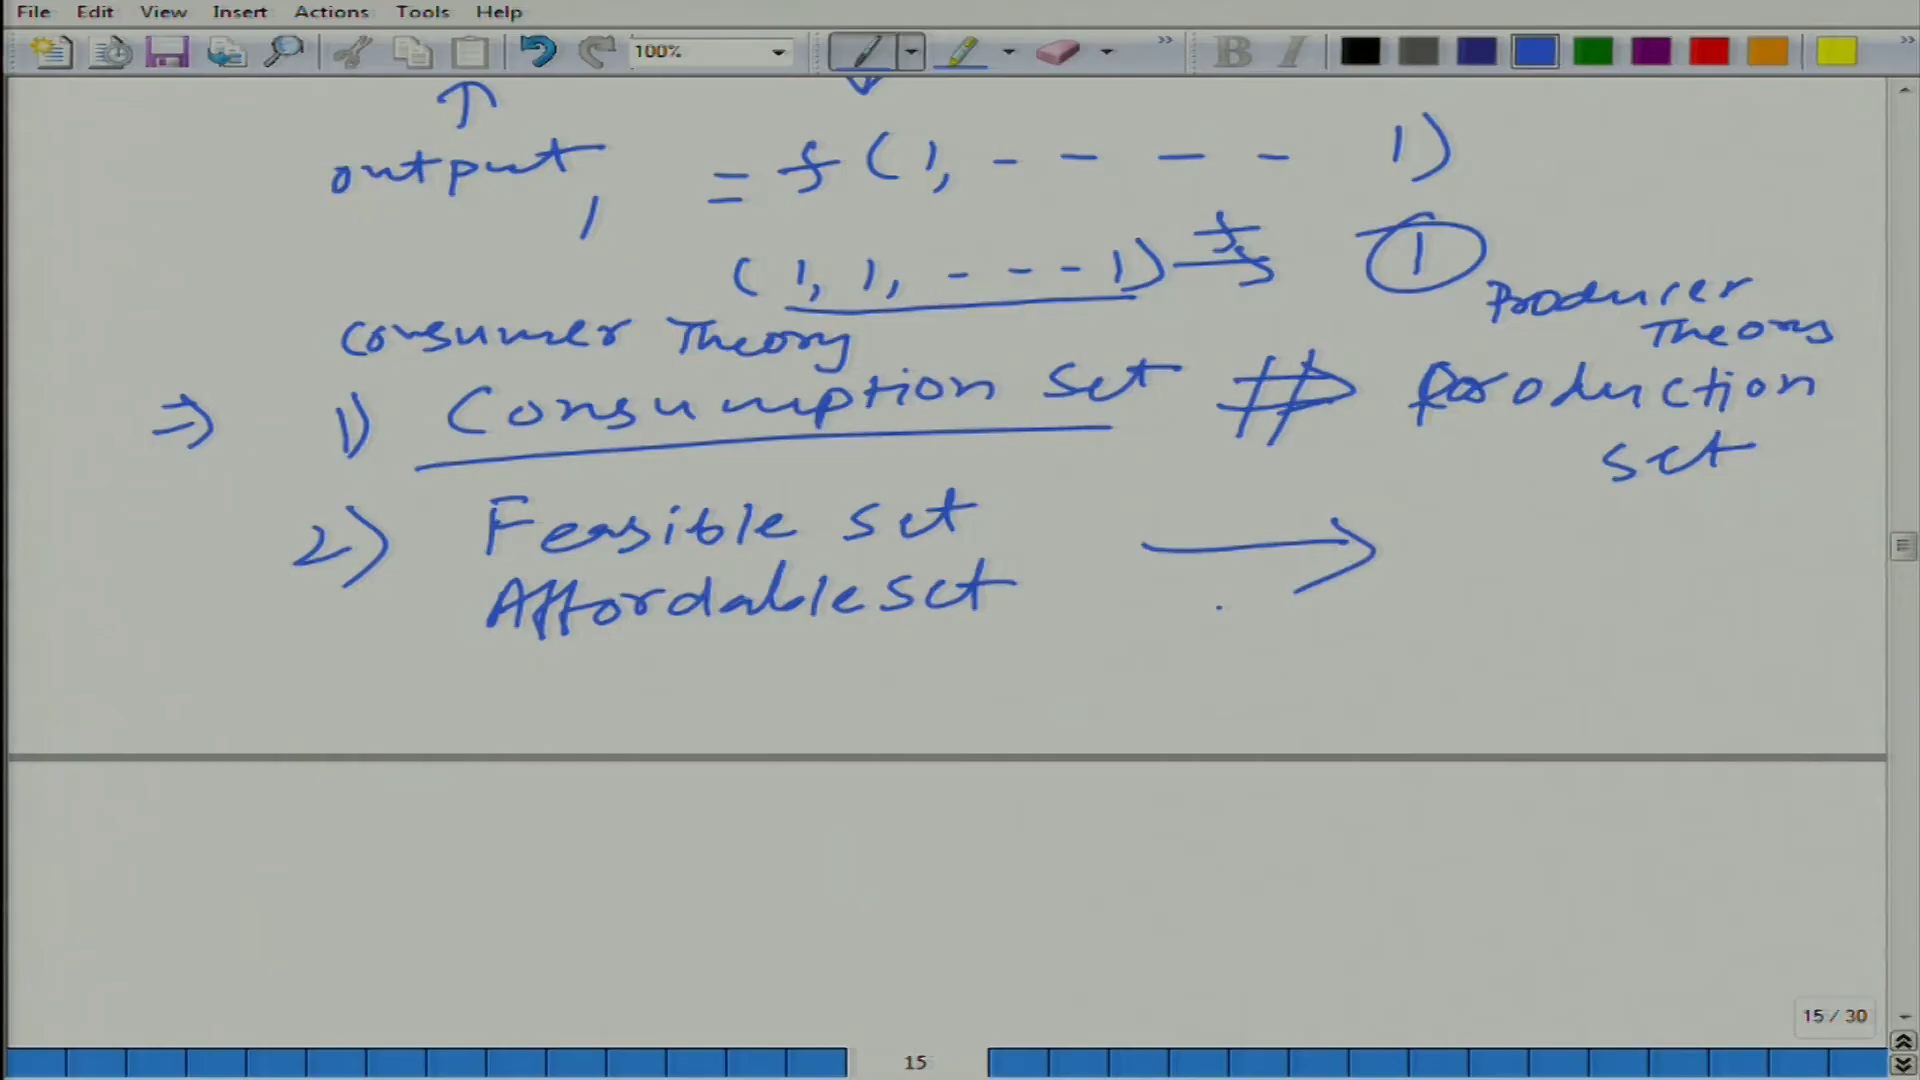 File Edit View Insert Actions Tools Help
100%
B I
output = f(1, - - - - 1)
(1, 1, - - - 1) f 1
Consumer Theory
Producer Theory
⇒ 1) Consumption set production set
2) Feasible set →
Affordable set
15 / 30
15